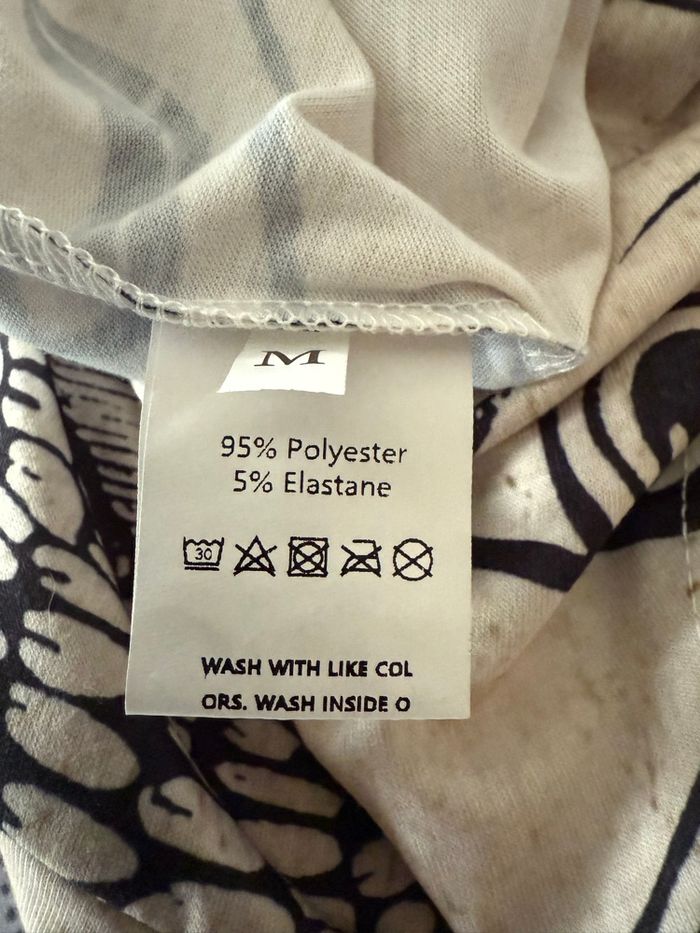 M
95% Polyester
5% Elastane
30
WASH WITH LIKE COL
ORS. WASH INSIDE O